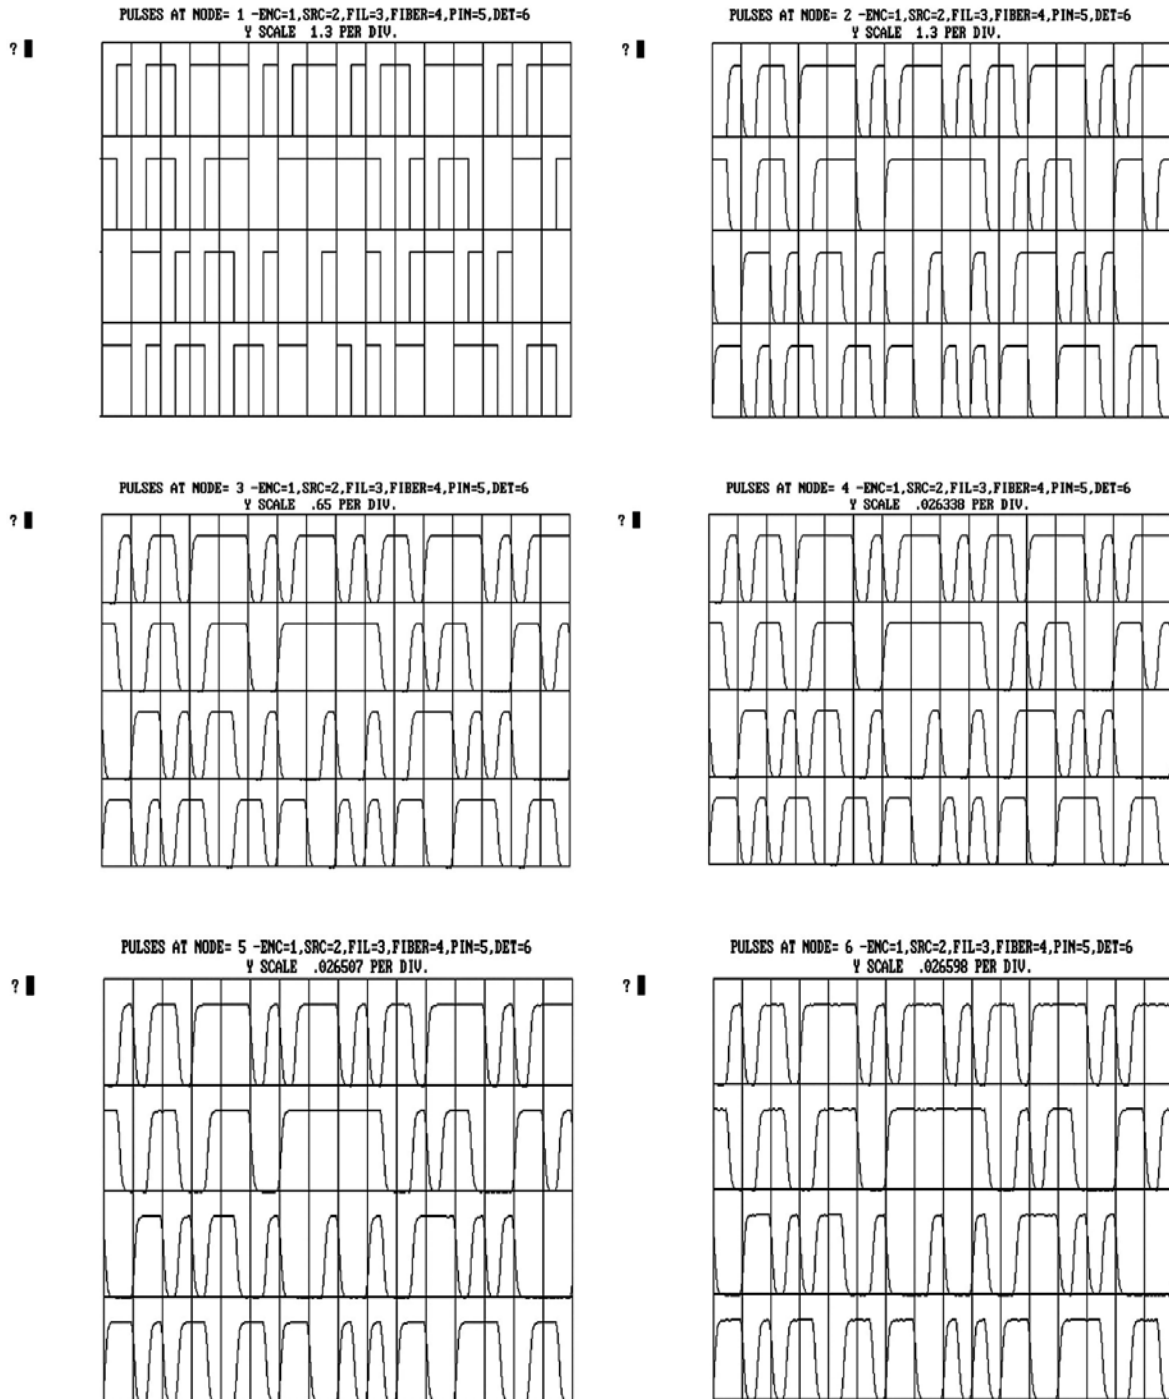 PULSES AT NODE= 1 -ENC=1,SRC=2,FIL=3,FIBER=4,PIN=5,DET=6
Y SCALE 1.3 PER DIV.
?
PULSES AT NODE= 2 -ENC=1,SRC=2,FIL=3,FIBER=4,PIN=5,DET=6
Y SCALE 1.3 PER DIV.
?
PULSES AT NODE= 3 -ENC=1,SRC=2,FIL=3,FIBER=4,PIN=5,DET=6
Y SCALE .65 PER DIV.
?
PULSES AT NODE= 4 -ENC=1,SRC=2,FIL=3,FIBER=4,PIN=5,DET=6
Y SCALE .026338 PER DIV.
?
PULSES AT NODE= 5 -ENC=1,SRC=2,FIL=3,FIBER=4,PIN=5,DET=6
Y SCALE .026507 PER DIV.
?
PULSES AT NODE= 6 -ENC=1,SRC=2,FIL=3,FIBER=4,PIN=5,DET=6
Y SCALE .026598 PER DIV.
?